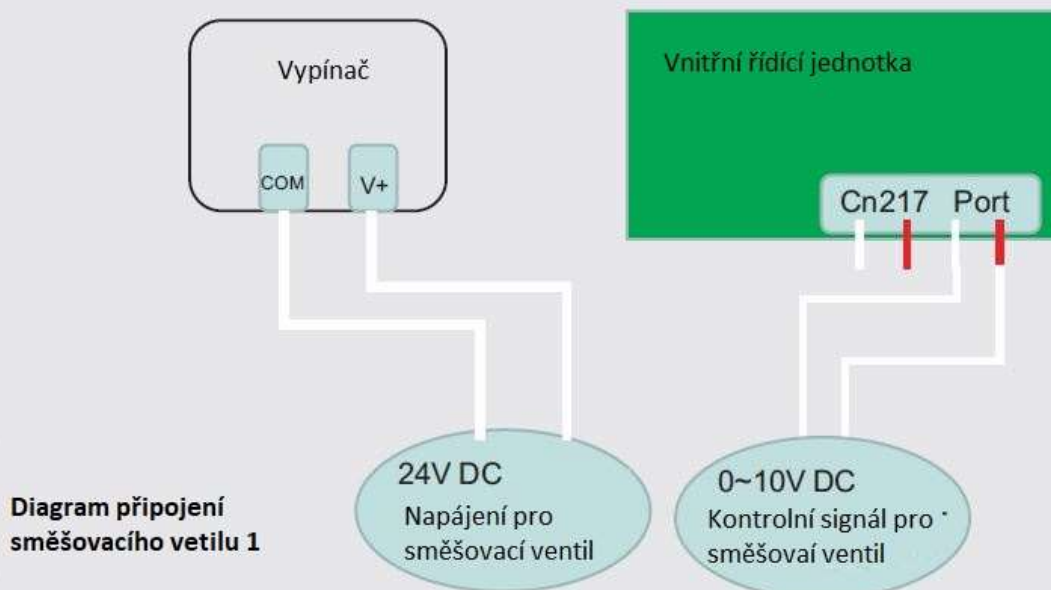 Vypínač
COM
V+
Vnitřní řídící jednotka
Cn217 Port
24V DC
Napájení pro
směšovací ventil
0~10V DC
Kontrolní signál pro
směšovaí ventil
Diagram připojení
směšovacího vetilu 1